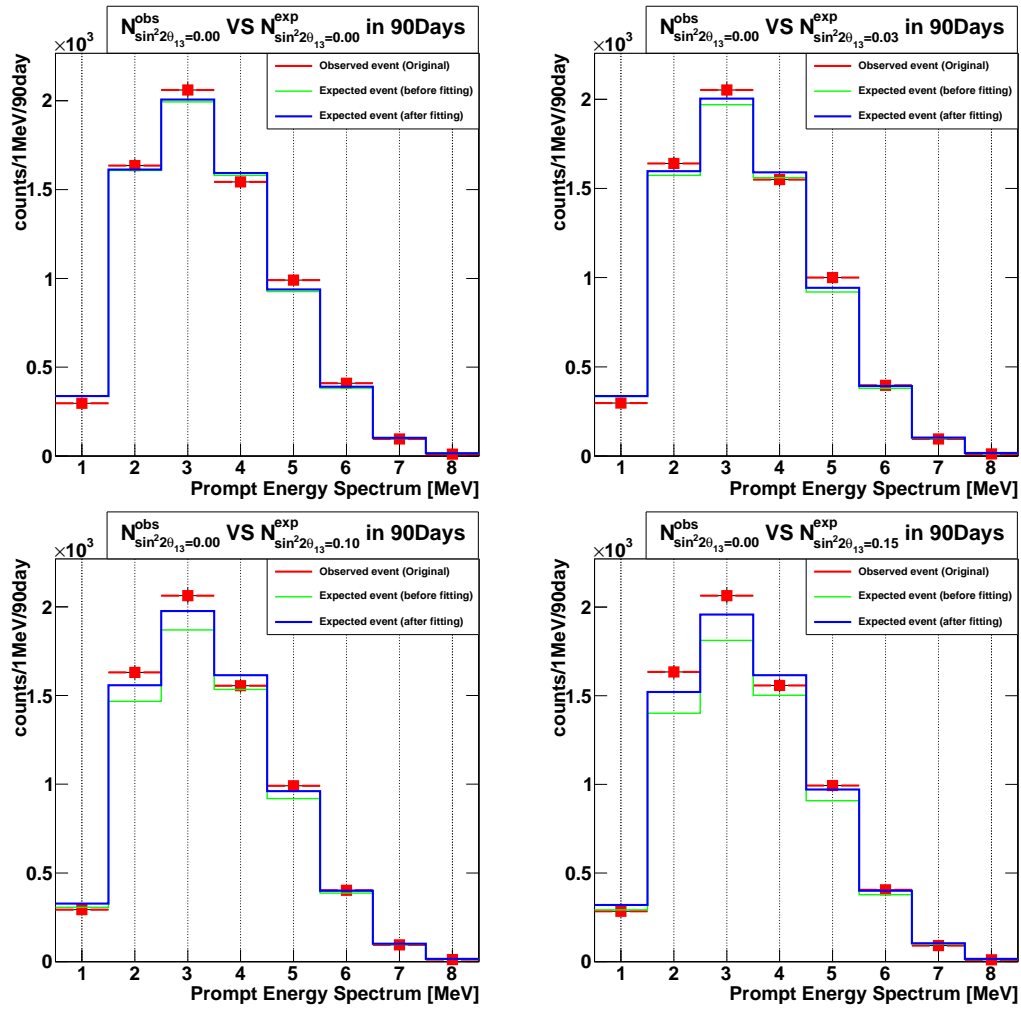 N^obs_sin²2θ₁₃=0.00 VS N^exp_sin²2θ₁₃=0.00 in 90Days
×10³
Observed event (Original)
Expected event (before fitting)
Expected event (after fitting)
counts/1MeV/90day
2
1.5
1
0.5
0
1 2 3 4 5 6 7 8
Prompt Energy Spectrum [MeV]
N^obs_sin²2θ₁₃=0.00 VS N^exp_sin²2θ₁₃=0.03 in 90Days
×10³
Observed event (Original)
Expected event (before fitting)
Expected event (after fitting)
counts/1MeV/90day
2
1.5
1
0.5
0
1 2 3 4 5 6 7 8
Prompt Energy Spectrum [MeV]
N^obs_sin²2θ₁₃=0.00 VS N^exp_sin²2θ₁₃=0.10 in 90Days
×10³
Observed event (Original)
Expected event (before fitting)
Expected event (after fitting)
counts/1MeV/90day
2
1.5
1
0.5
0
1 2 3 4 5 6 7 8
Prompt Energy Spectrum [MeV]
N^obs_sin²2θ₁₃=0.00 VS N^exp_sin²2θ₁₃=0.15 in 90Days
×10³
Observed event (Original)
Expected event (before fitting)
Expected event (after fitting)
counts/1MeV/90day
2
1.5
1
0.5
0
1 2 3 4 5 6 7 8
Prompt Energy Spectrum [MeV]